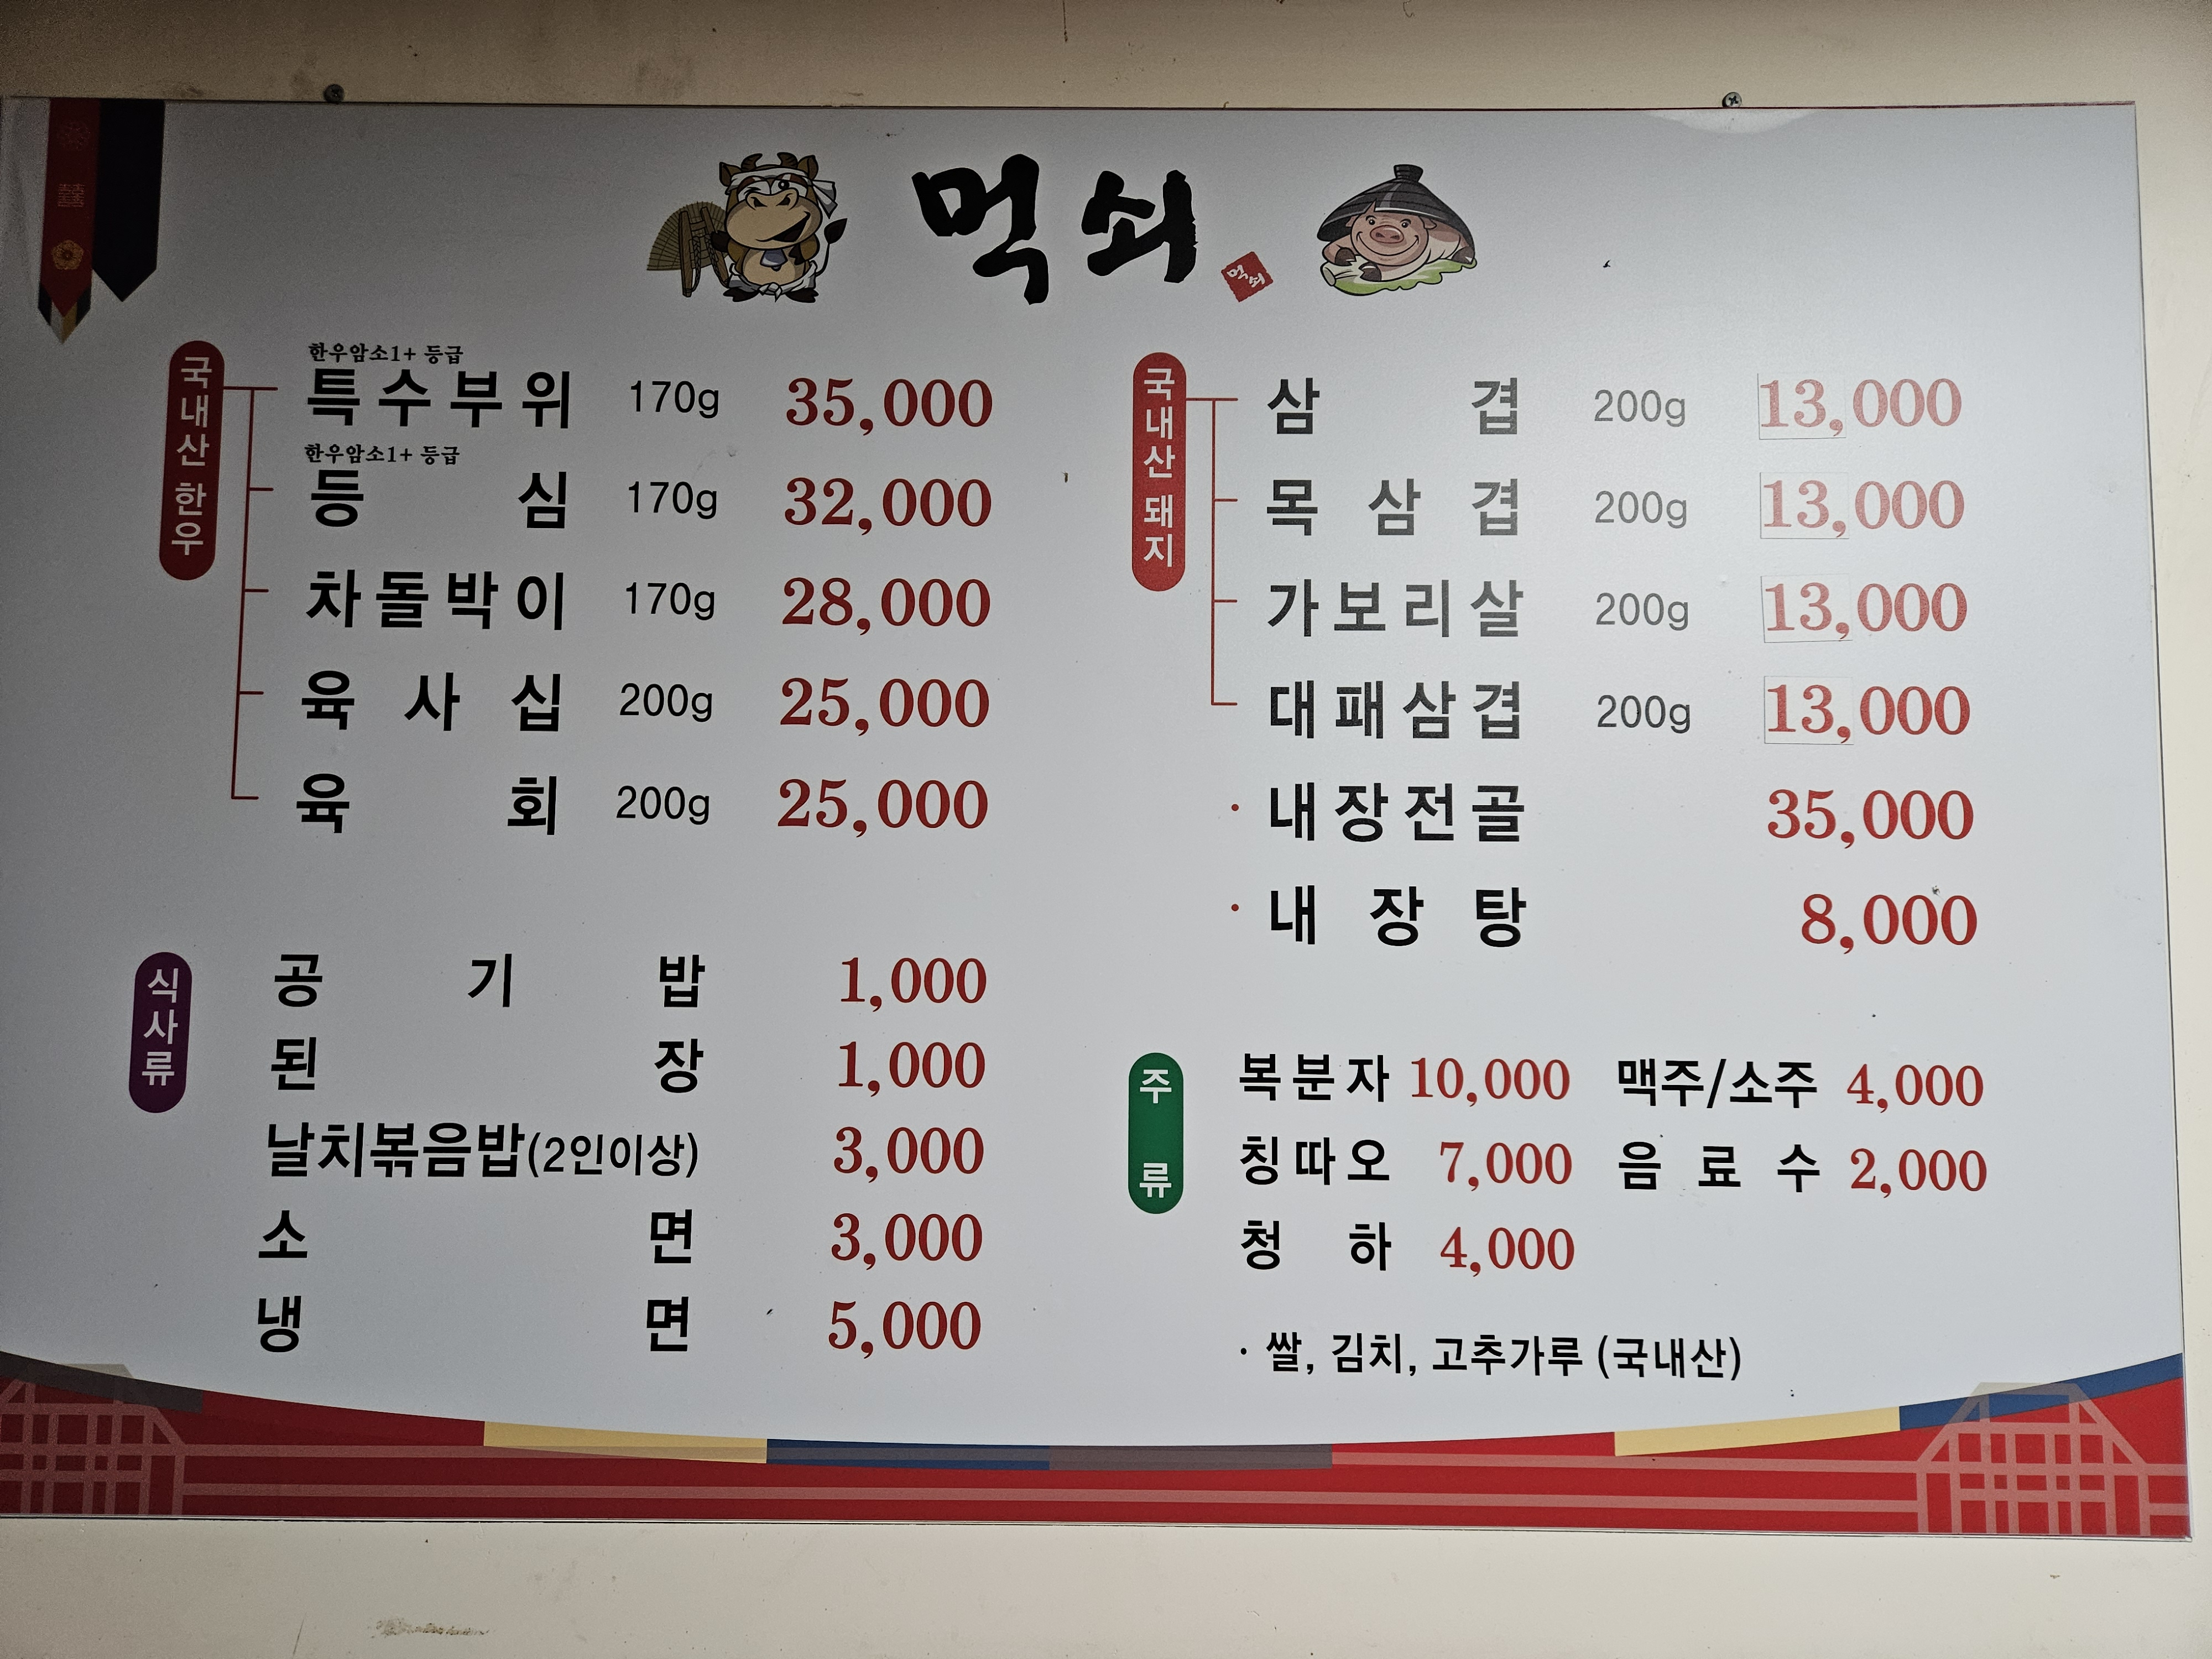 먹쇠
먹쇠
국내산 한우
한우암소1+ 등급
특수부위 170g 35,000
한우암소1+ 등급
등심 170g 32,000
차돌박이 170g 28,000
육사십 200g 25,000
육회 200g 25,000
국내산 돼지
삼겹 200g 13,000
목삼겹 200g 13,000
가보리살 200g 13,000
대패삼겹 200g 13,000
· 내장전골 35,000
· 내장탕 8,000
식사류
공기밥 1,000
된장 1,000
날치볶음밥(2인이상) 3,000
소면 3,000
냉면 5,000
주류
복분자 10,000 맥주/소주 4,000
칭따오 7,000 음료수 2,000
청하 4,000
· 쌀, 김치, 고추가루 (국내산)